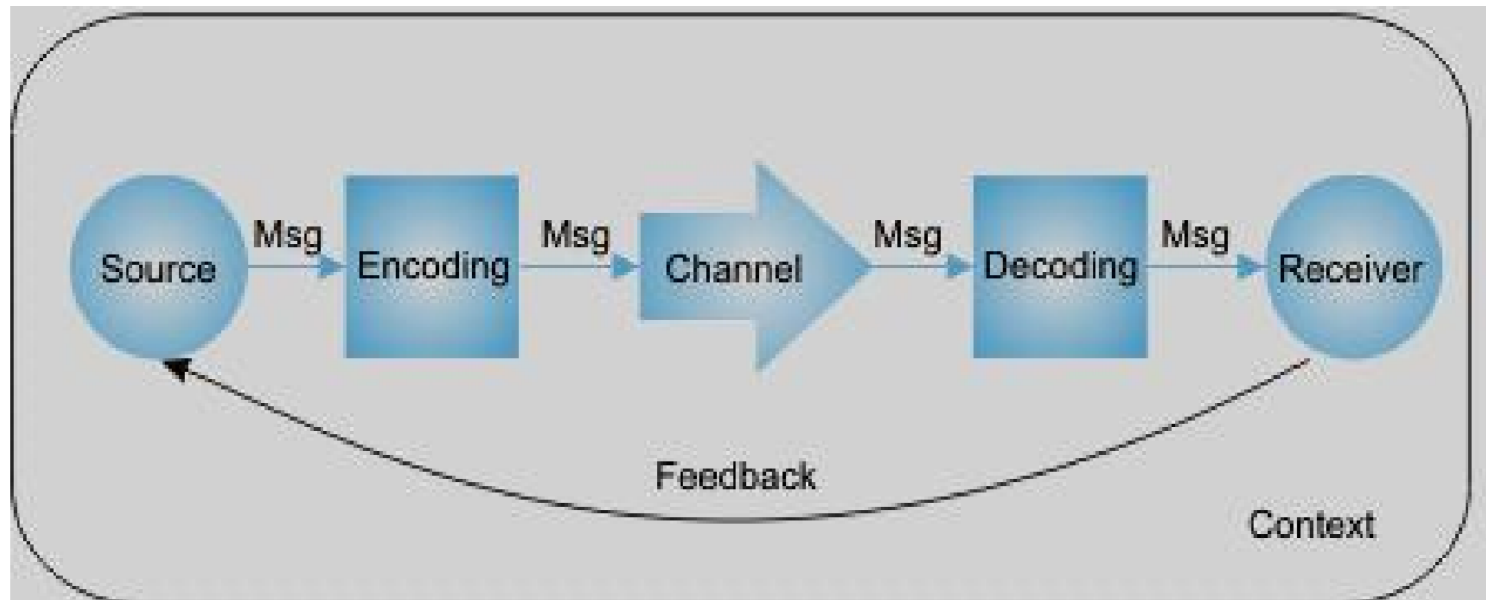 Msg
Msg
Msg
Msg
Source
Encoding
Channel
Decoding
Receiver
Feedback
Context